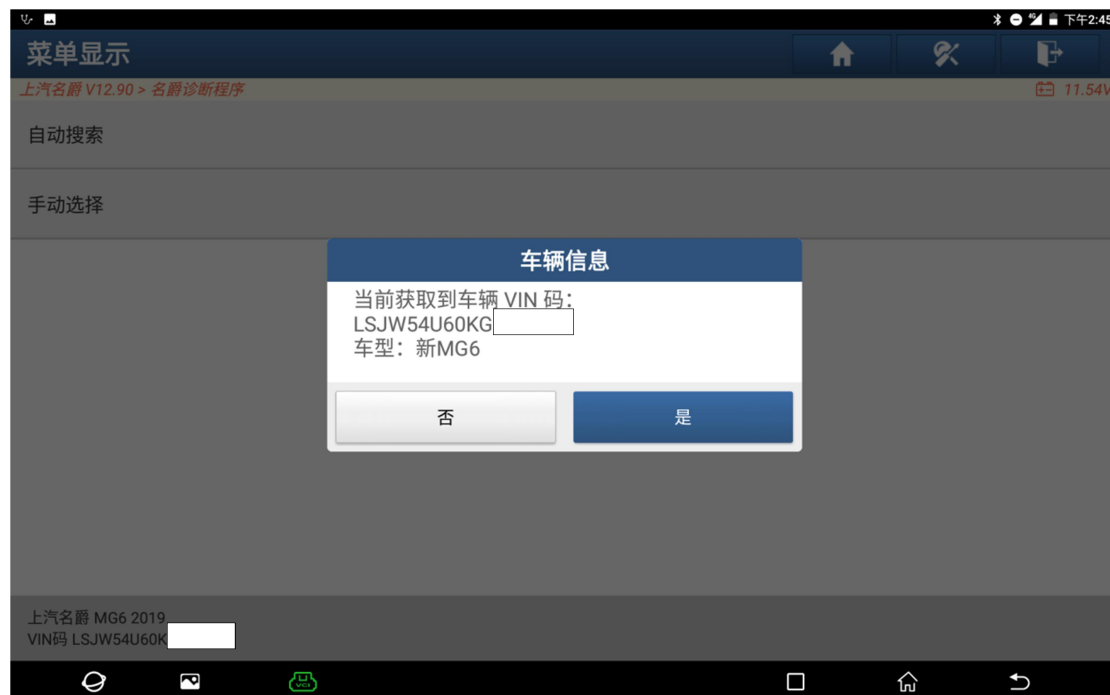 4G 下午2:45
菜单显示
上汽名爵 V12.90 > 名爵诊断程序
11.54V
自动搜索
手动选择
车辆信息
当前获取到车辆 VIN 码：
LSJW54U60KG
车型：新MG6
否
是
上汽名爵 MG6 2019
VIN码 LSJW54U60K
VCI